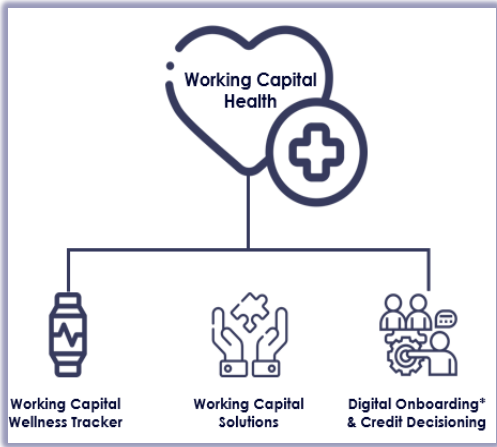 Working Capital
Health
Working Capital
Wellness Tracker
Working Capital
Solutions
Digital Onboarding*
& Credit Decisioning